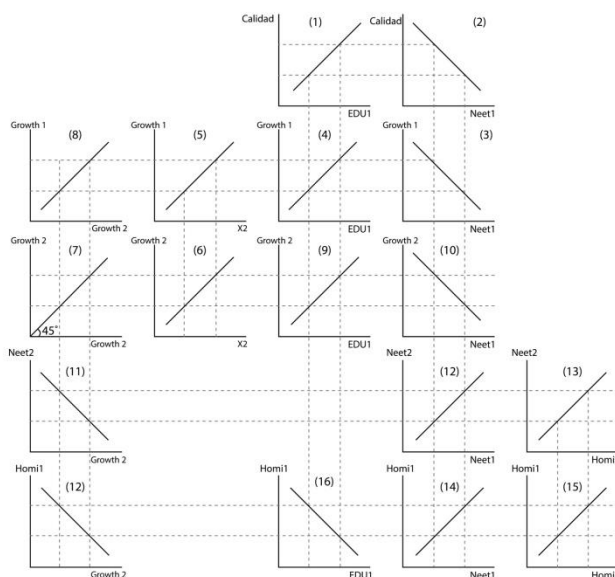 Calidad (1) Calidad (2)
EDU1 Neet1
Growth 1 (8) Growth 1 (5) Growth 1 (4) Growth 1 (3)
Growth 2 X2 EDU1 Neet1
Growth 2 (7) Growth 2 (6) Growth 2 (9) Growth 2 (10)
45°
Growth 2 X2 EDU1 Neet1
Neet2 (11) Neet2 (12) Neet2 (13)
Growth 2 Neet1 Homi
Homi1 (12) Homi1 (16) Homi1 (14) Homi1 (15)
Growth 2 EDU1 Neet1 Homi